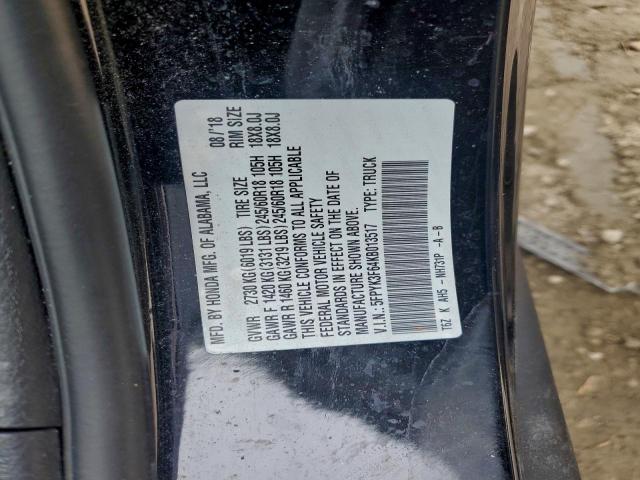 MFD. BY HONDA MFG. OF ALABAMA, LLC 08/'18
GVWR 2730 KG (6019 LBS) TIRE SIZE RIM SIZE
GAWR F 1420 KG (3131 LBS) 245/60R18 105H 18X8.0J
GAWR R 1460 KG (3219 LBS) 245/60R18 105H 18X8.0J
THIS VEHICLE CONFORMS TO ALL APPLICABLE
FEDERAL MOTOR VEHICLE SAFETY
STANDARDS IN EFFECT ON THE DATE OF
MANUFACTURE SHOWN ABOVE.
V.I.N.: 5FPYK3F64KB013517 TYPE: TRUCK
T6Z K AH5 - NH731P -A-B